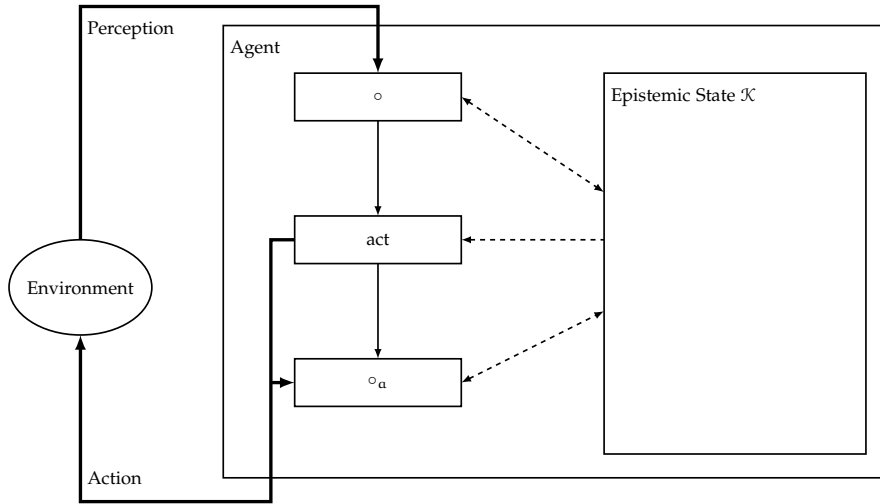 Perception
Agent
∘
Epistemic State 𝒦
act
Environment
∘a
Action